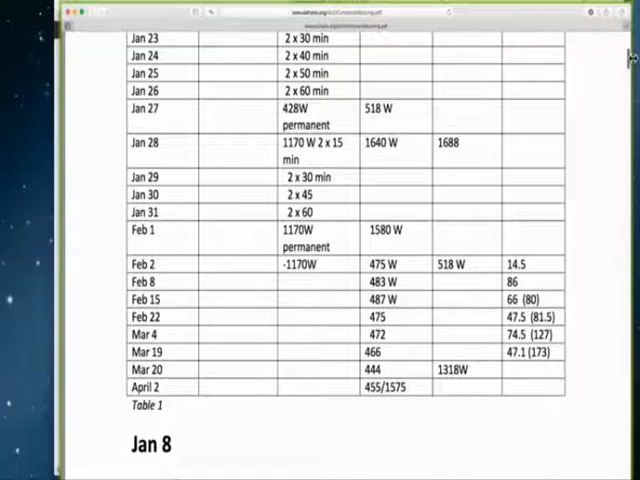 Jan 23 2 x 30 min
Jan 24 2 x 40 min
Jan 25 2 x 50 min
Jan 26 2 x 60 min
Jan 27 428W 518 W
permanent
Jan 28 1170 W 2 x 15 1640 W 1688
min
Jan 29 2 x 30 min
Jan 30 2 x 45
Jan 31 2 x 60
Feb 1 1170W 1580 W
permanent
Feb 2 -1170W 475 W 518 W 14.5
Feb 8 483 W 86
Feb 15 487 W 66 (80)
Feb 22 475 47.5 (81.5)
Mar 4 472 74.5 (127)
Mar 19 466 47.1 (173)
Mar 20 444 1318W
April 2 455/1575
Table 1
Jan 8